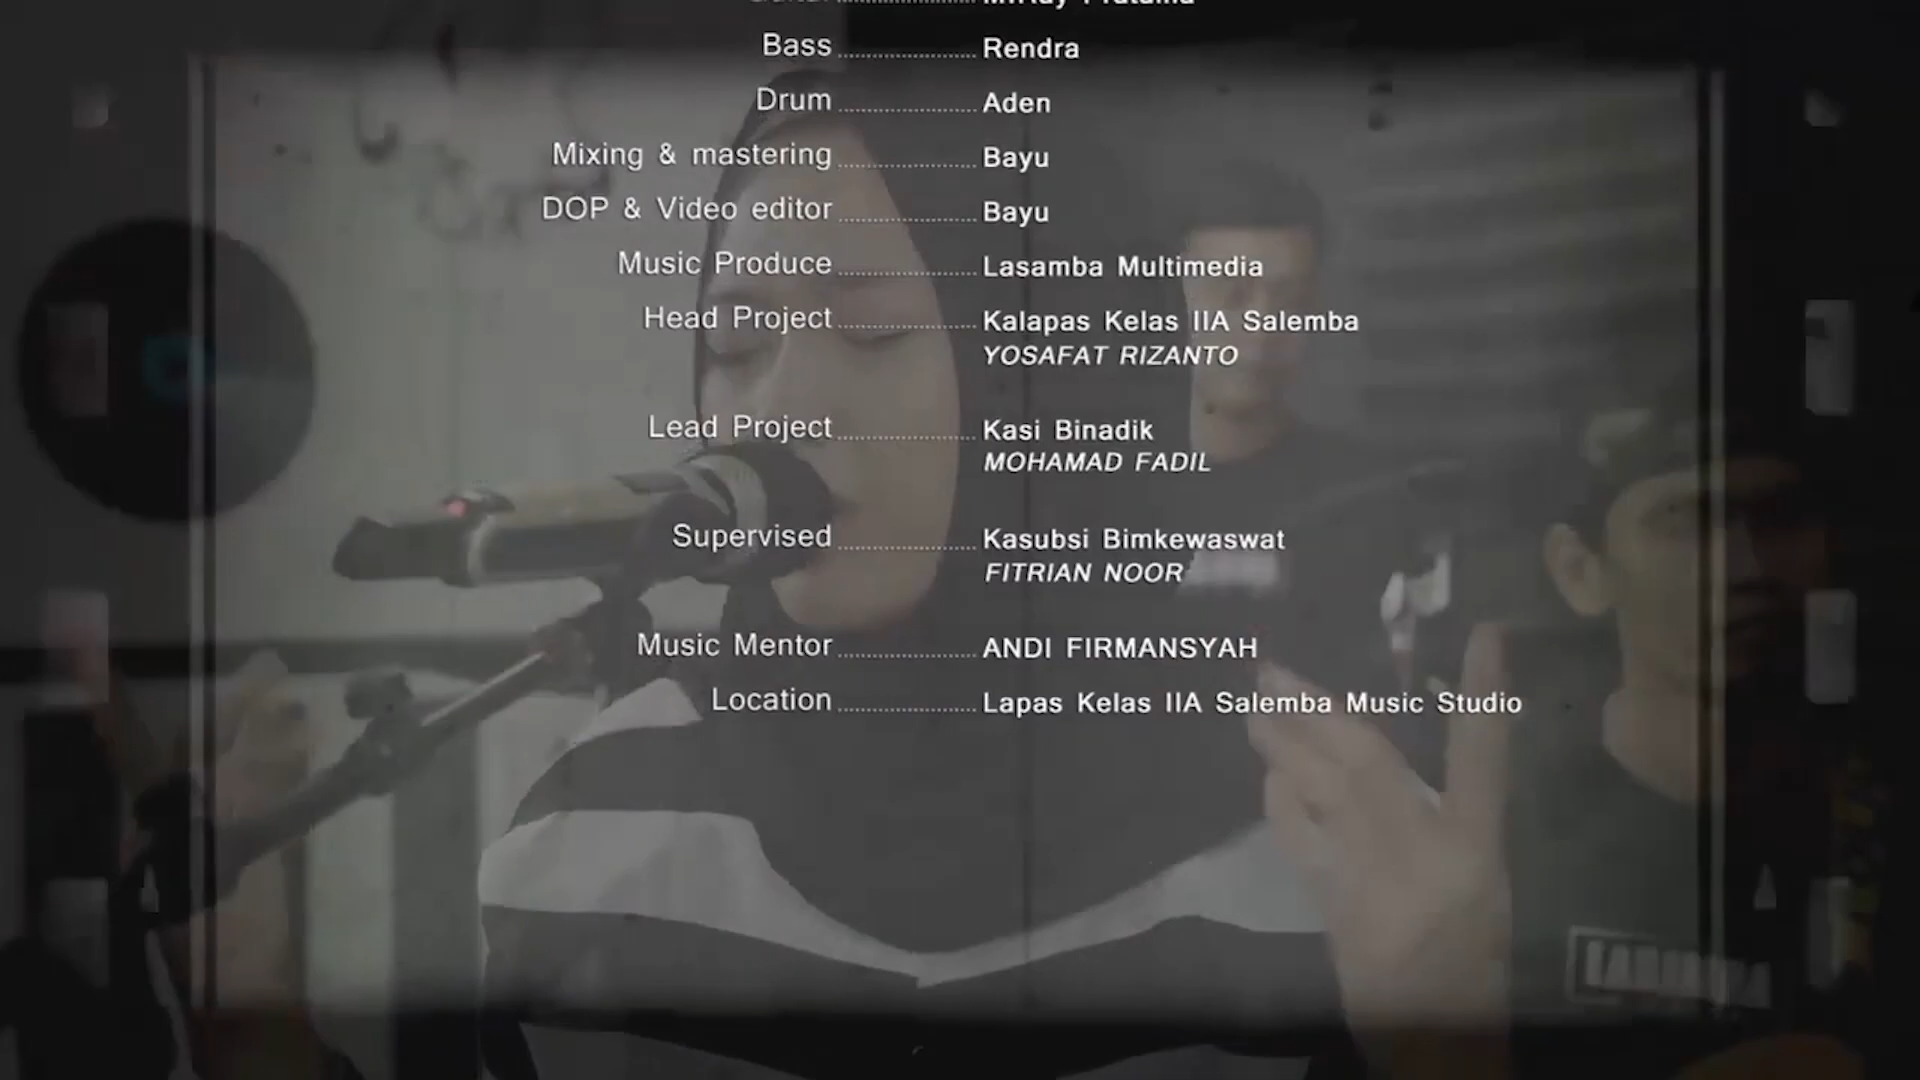 Bass Rendra
Drum Aden
Mixing & mastering Bayu
DOP & Video editor Bayu
Music Produce Lasamba Multimedia
Head Project Kalapas Kelas IIA Salemba
YOSAFAT RIZANTO
Lead Project Kasi Binadik
MOHAMAD FADIL
Supervised Kasubsi Bimkewaswat
FITRIAN NOOR
Music Mentor ANDI FIRMANSYAH
Location Lapas Kelas IIA Salemba Music Studio